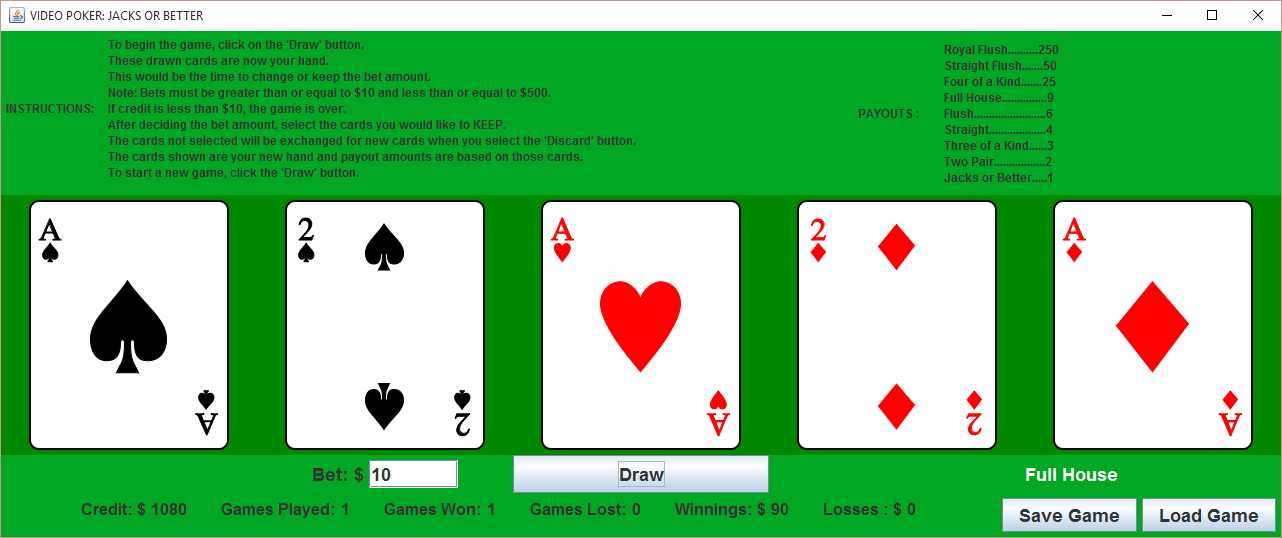 VIDEO POKER: JACKS OR BETTER
INSTRUCTIONS:
To begin the game, click on the 'Draw' button.
These drawn cards are now your hand.
This would be the time to change or keep the bet amount.
Note: Bets must be greater than or equal to $10 and less than or equal to $500.
If credit is less than $10, the game is over.
After deciding the bet amount, select the cards you would like to KEEP.
The cards not selected will be exchanged for new cards when you select the 'Discard' button.
The cards shown are your new hand and payout amounts are based on those cards.
To start a new game, click the 'Draw' button.
PAYOUTS :
Royal Flush..........250
Straight Flush.......50
Four of a Kind.......25
Full House...............9
Flush........................6
Straight...................4
Three of a Kind......3
Two Pair.................2
Jacks or Better.....1
A
A
2
2
A
A
2
2
A
A
Bet: $ 10
Draw
Full House
Credit: $ 1080 Games Played: 1 Games Won: 1 Games Lost: 0 Winnings: $ 90 Losses : $ 0
Save Game
Load Game